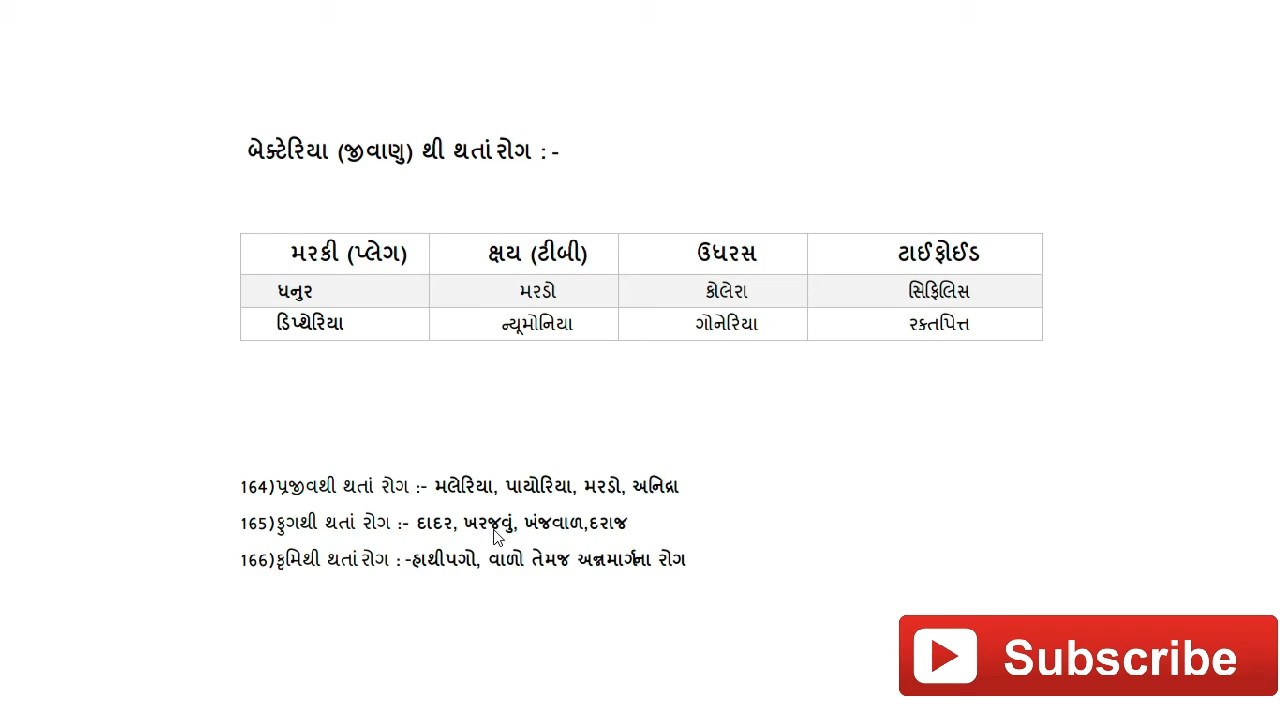 બેક્ટેરિયા (જીવાણુ) થી થતાં રોગ : -
મરકી (પ્લેગ) ક્ષય (ટીબી) ઉધરસ ટાઈફોઈડ
ધનુર મરડો કોલેરા સિફિલિસ
ડિપ્થેરિયા ન્યૂમોનિયા ગોનેરિયા રક્તપિત્ત
164)પ્રજીવથી થતાં રોગ :- મલેરિયા, પાયોરિયા, મરડો, અનિદ્રા
165)ફુગથી થતાં રોગ :- દાદર, ખરજવું, ખંજવાળ,દરાજ
166)કૃમિથી થતાં રોગ : -હાથીપગો, વાળો તેમજ અન્નમાર્ગના રોગ
Subscribe